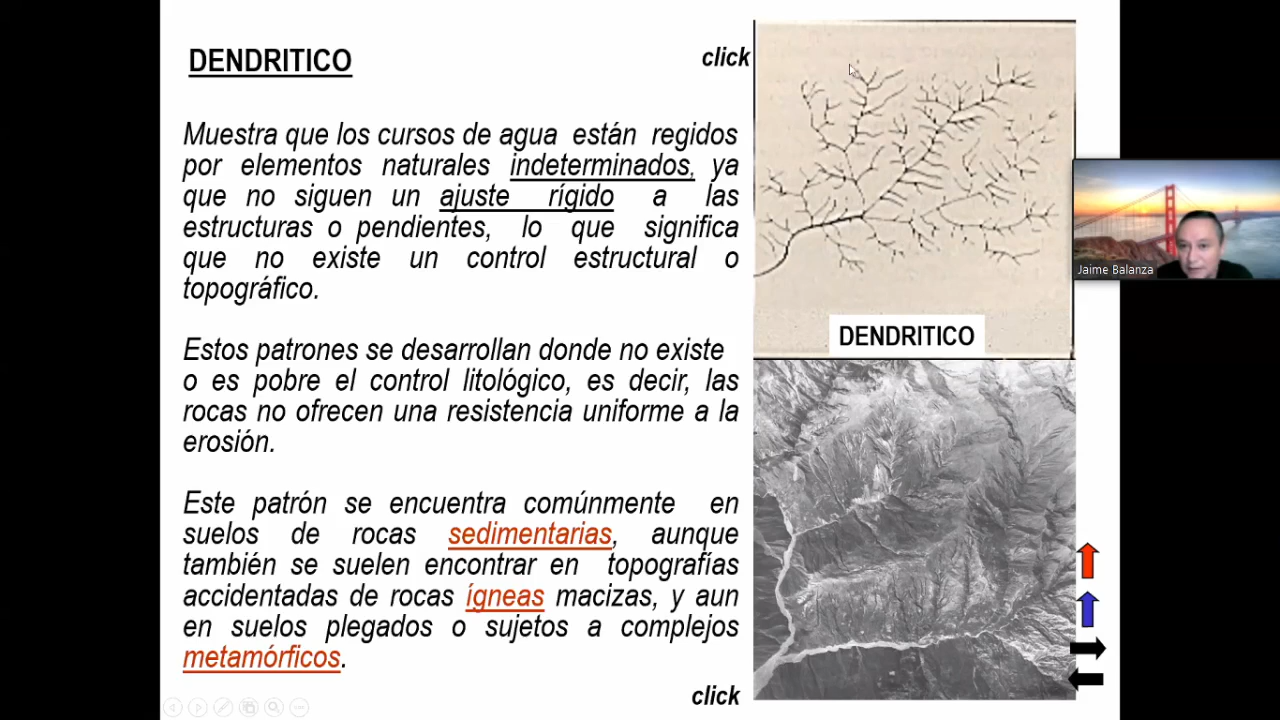 DENDRITICO
click
Muestra que los cursos de agua están regidos
por elementos naturales indeterminados, ya
que no siguen un ajuste rígido a las
estructuras o pendientes, lo que significa
que no existe un control estructural o
topográfico.
Estos patrones se desarrollan donde no existe
o es pobre el control litológico, es decir, las
rocas no ofrecen una resistencia uniforme a la
erosión.
Este patrón se encuentra comúnmente en
suelos de rocas sedimentarias, aunque
también se suelen encontrar en topografías
accidentadas de rocas ígneas macizas, y aun
en suelos plegados o sujetos a complejos
metamórficos.
click
DENDRITICO
Jaime Balanza